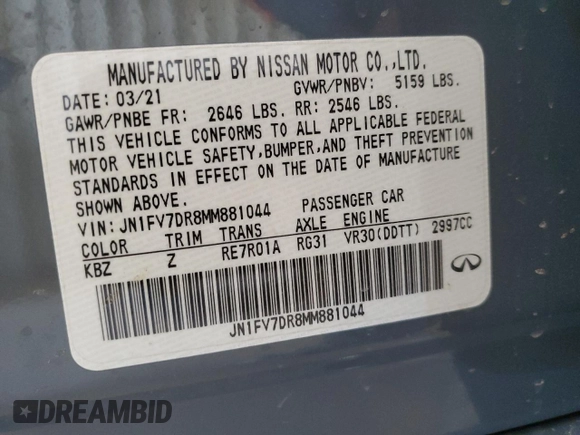 MANUFACTURED BY NISSAN MOTOR CO.,LTD.
DATE: 03/21 GVWR/PNBV: 5159 LBS.
GAWR/PNBE FR: 2646 LBS. RR: 2546 LBS.
THIS VEHICLE CONFORMS TO ALL APPLICABLE FEDERAL
MOTOR VEHICLE SAFETY,BUMPER,AND THEFT PREVENTION
STANDARDS IN EFFECT ON THE DATE OF MANUFACTURE
SHOWN ABOVE.
VIN: JN1FV7DR8MM881044 PASSENGER CAR
COLOR TRIM TRANS AXLE ENGINE
KBZ Z RE7R01A RG31 VR30(DDTT) 2997CC
JN1FV7DR8MM881044
DREAMBID